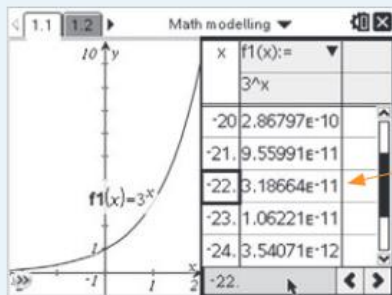 1.1 1.2 Math modelling
10 y
f1(x)=3^x
1
x
-1 1 2
x f1(x):=
3^x
-20 2.86797E-10
-21. 9.55991E-11
-22. 3.18664E-11
-23. 1.06221E-11
-24. 3.54071E-12
-22.